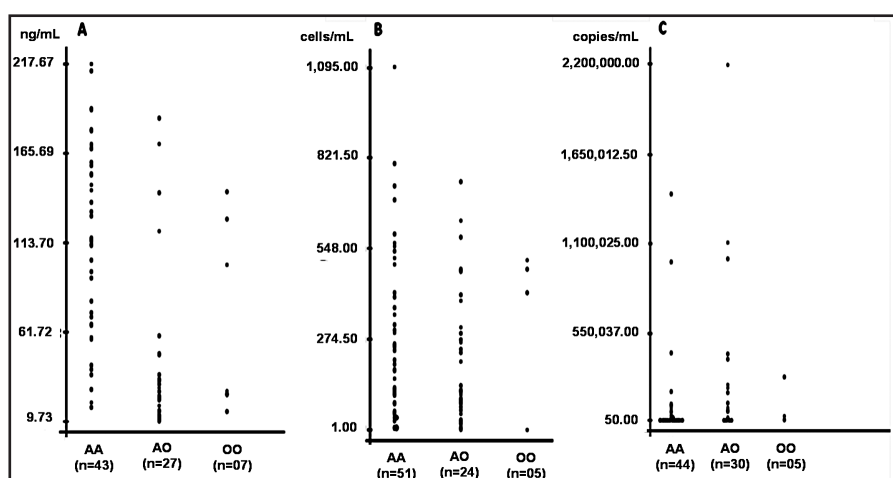 A
ng/mL
217.67
165.69
113.70
61.72
9.73
AA
(n=43)
AO
(n=27)
OO
(n=07)
B
cells/mL
1,095.00
821.50
548.00
274.50
1.00
AA
(n=51)
AO
(n=24)
OO
(n=05)
C
copies/mL
2,200,000.00
1,650,012.50
1,100,025.00
550,037.00
50.00
AA
(n=44)
AO
(n=30)
OO
(n=05)